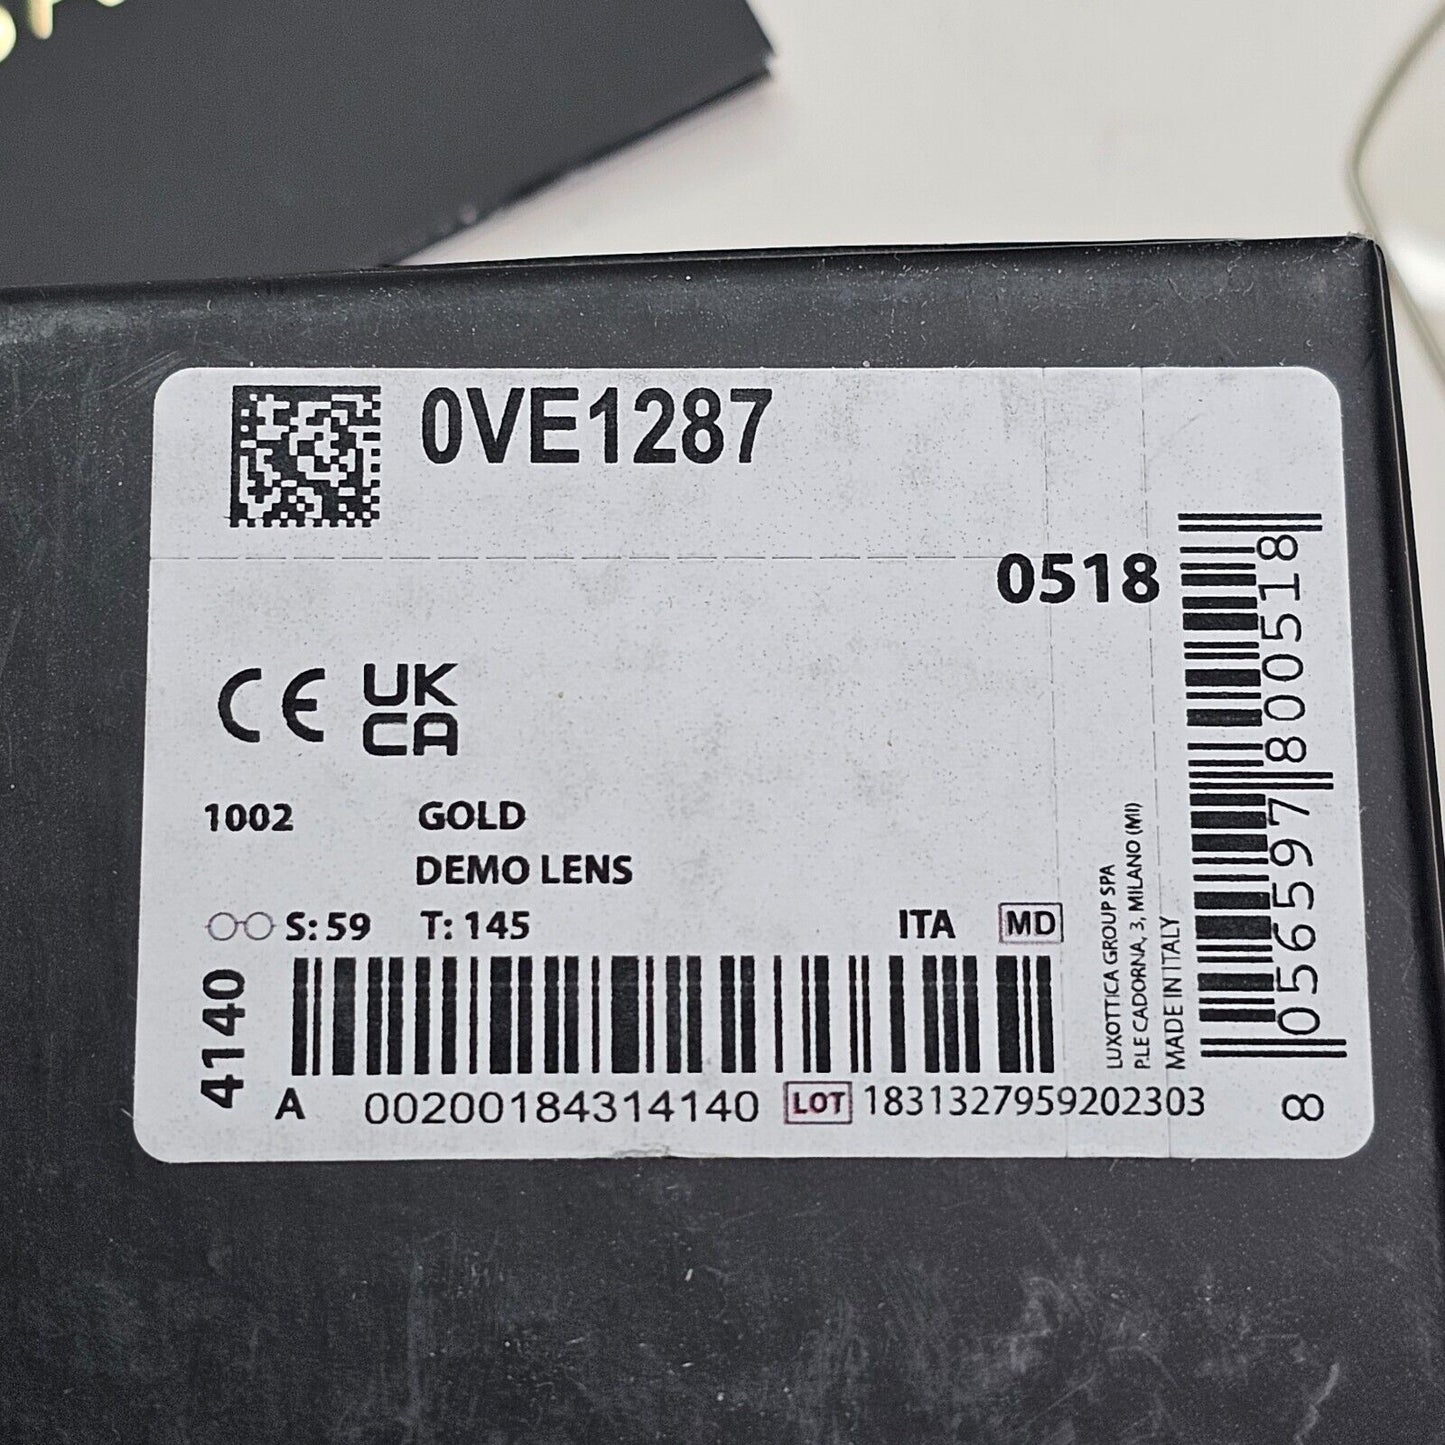 0VE1287
0518
CE UK
CA
1002 GOLD
DEMO LENS
S: 59 T: 145 ITA MD
4140
A 00200184314140 LOT 1831327959202303
LUXOTTICA GROUP SPA
P.LE CADORNA, 3, MILANO (MI)
MADE IN ITALY
8 056597 800518